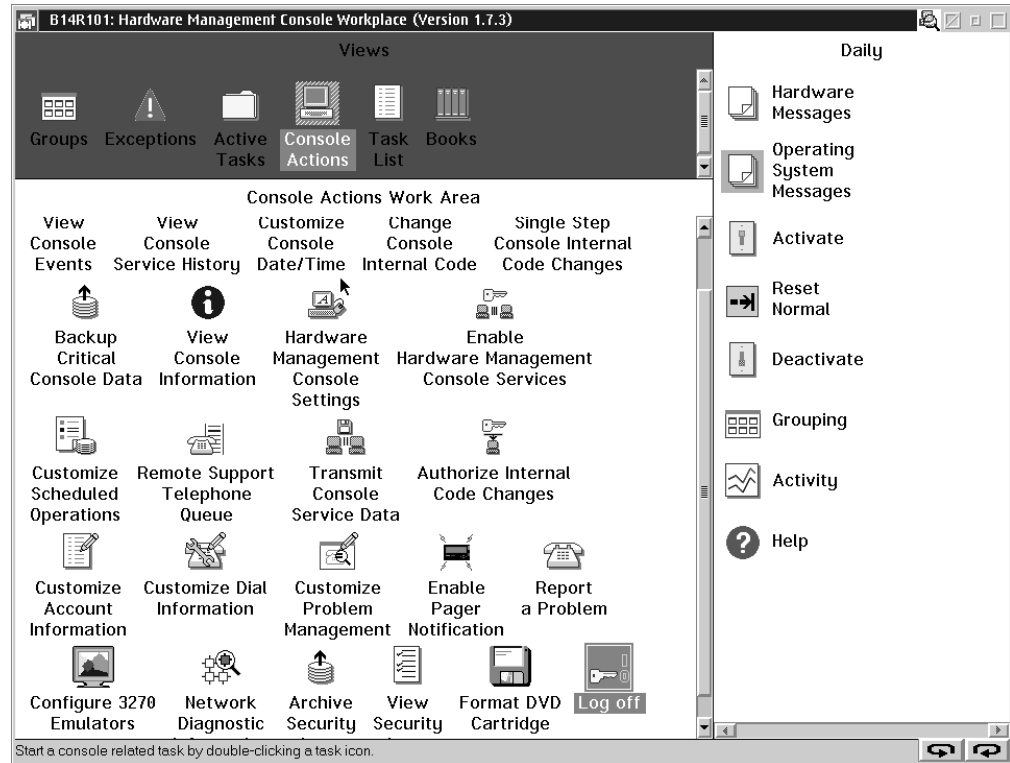 B14R101: Hardware Management Console Workplace (Version 1.7.3)
Views
Groups Exceptions Active Tasks Console Actions Task List Books
Console Actions Work Area
View Console Events
View Console Service History
Customize Console Date/Time
Change Console Internal Code
Single Step Console Internal Code Changes
Backup Critical Console Data
View Console Information
Hardware Management Console Settings
Enable Hardware Management Console Services
Customize Scheduled Operations
Remote Support Telephone Queue
Transmit Console Service Data
Authorize Internal Code Changes
Customize Account Information
Customize Dial Information
Customize Problem Management
Enable Pager Notification
Report a Problem
Configure 3270 Emulators
Network Diagnostic
Archive Security
View Security
Format DVD Cartridge
Log off
Start a console related task by double-clicking a task icon.
Daily
Hardware Messages
Operating System Messages
Activate
Reset Normal
Deactivate
Grouping
Activity
Help